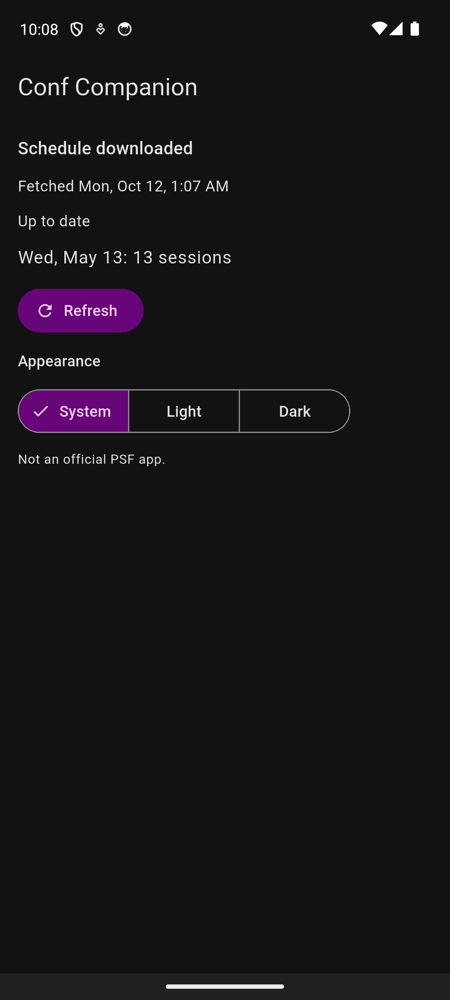 10:08
Conf Companion
Schedule downloaded
Fetched Mon, Oct 12, 1:07 AM
Up to date
Wed, May 13: 13 sessions
Refresh
Appearance
System Light Dark
Not an official PSF app.